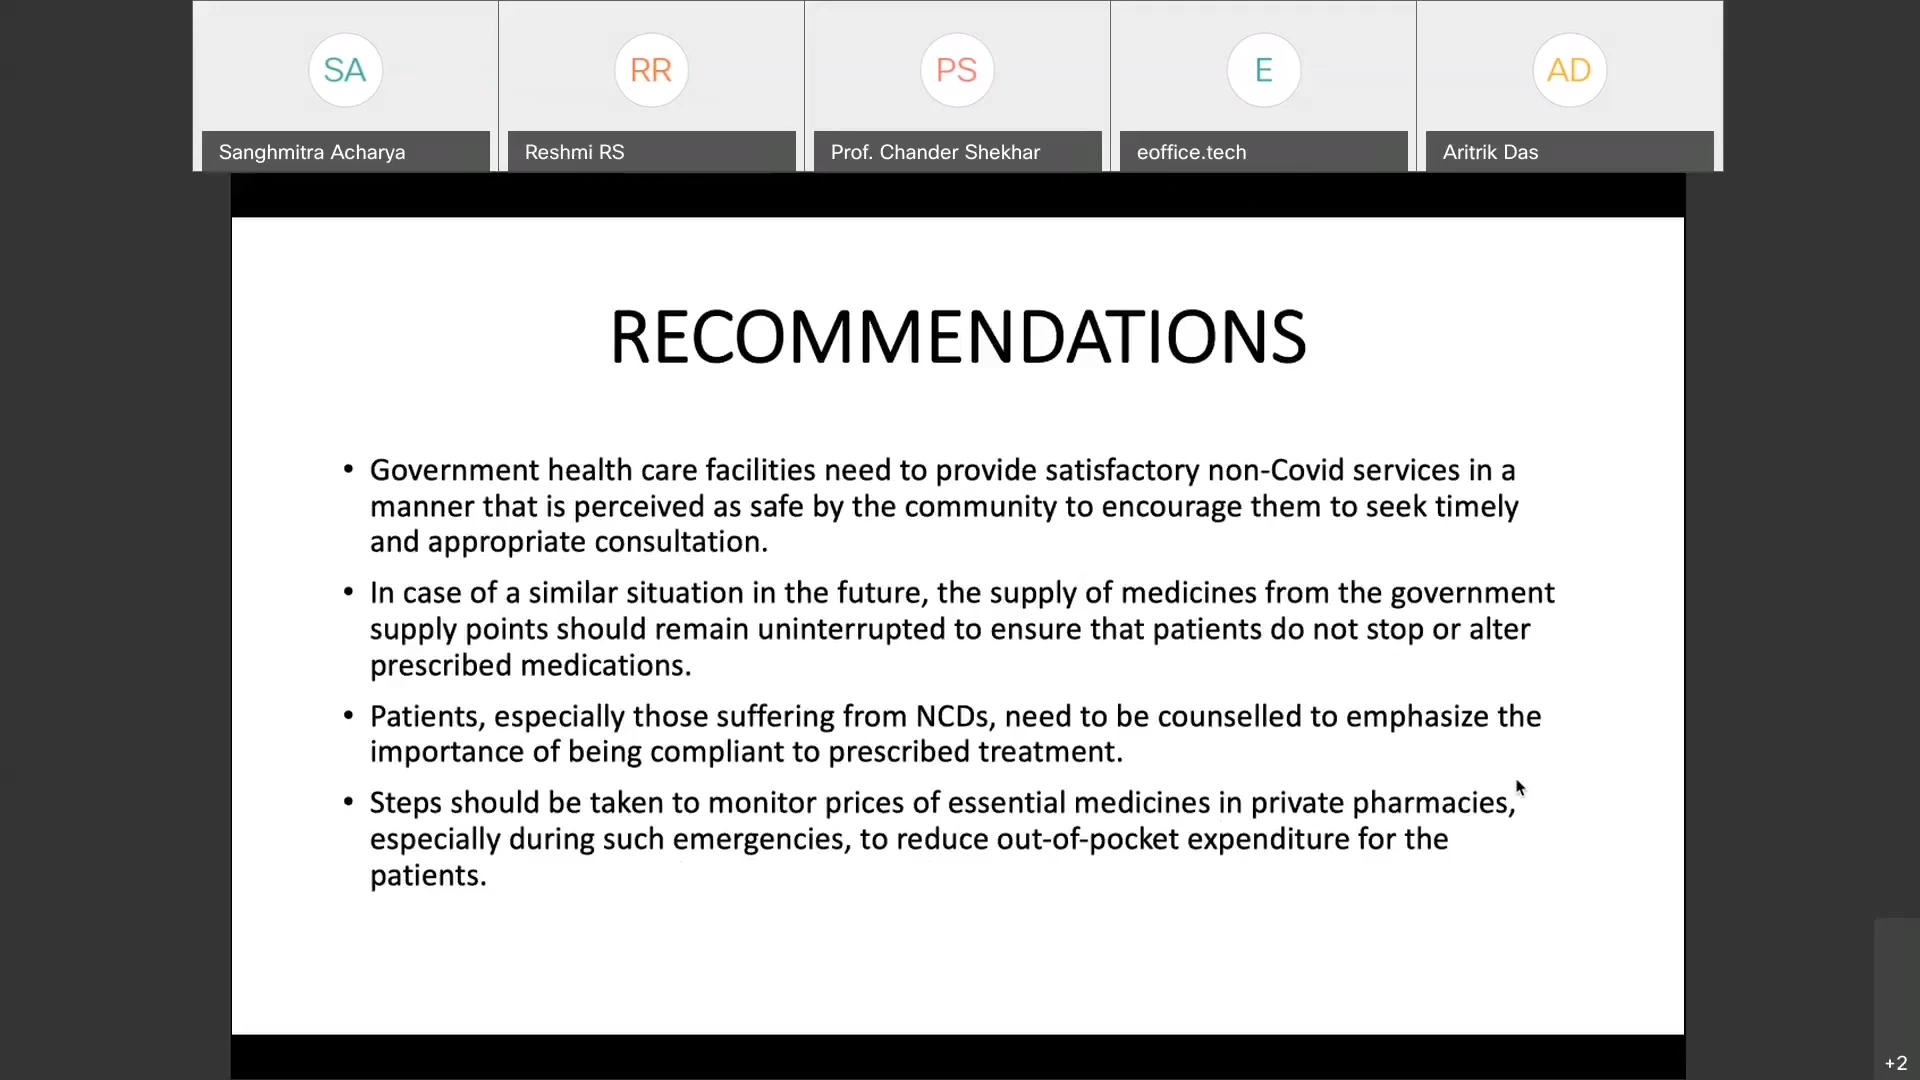 SA
RR
PS
E
AD
Sanghmitra Acharya
Reshmi RS
Prof. Chander Shekhar
eoffice.tech
Aritrik Das
RECOMMENDATIONS
• Government health care facilities need to provide satisfactory non-Covid services in a
manner that is perceived as safe by the community to encourage them to seek timely
and appropriate consultation.
• In case of a similar situation in the future, the supply of medicines from the government
supply points should remain uninterrupted to ensure that patients do not stop or alter
prescribed medications.
• Patients, especially those suffering from NCDs, need to be counselled to emphasize the
importance of being compliant to prescribed treatment.
• Steps should be taken to monitor prices of essential medicines in private pharmacies,
especially during such emergencies, to reduce out-of-pocket expenditure for the
patients.
+2